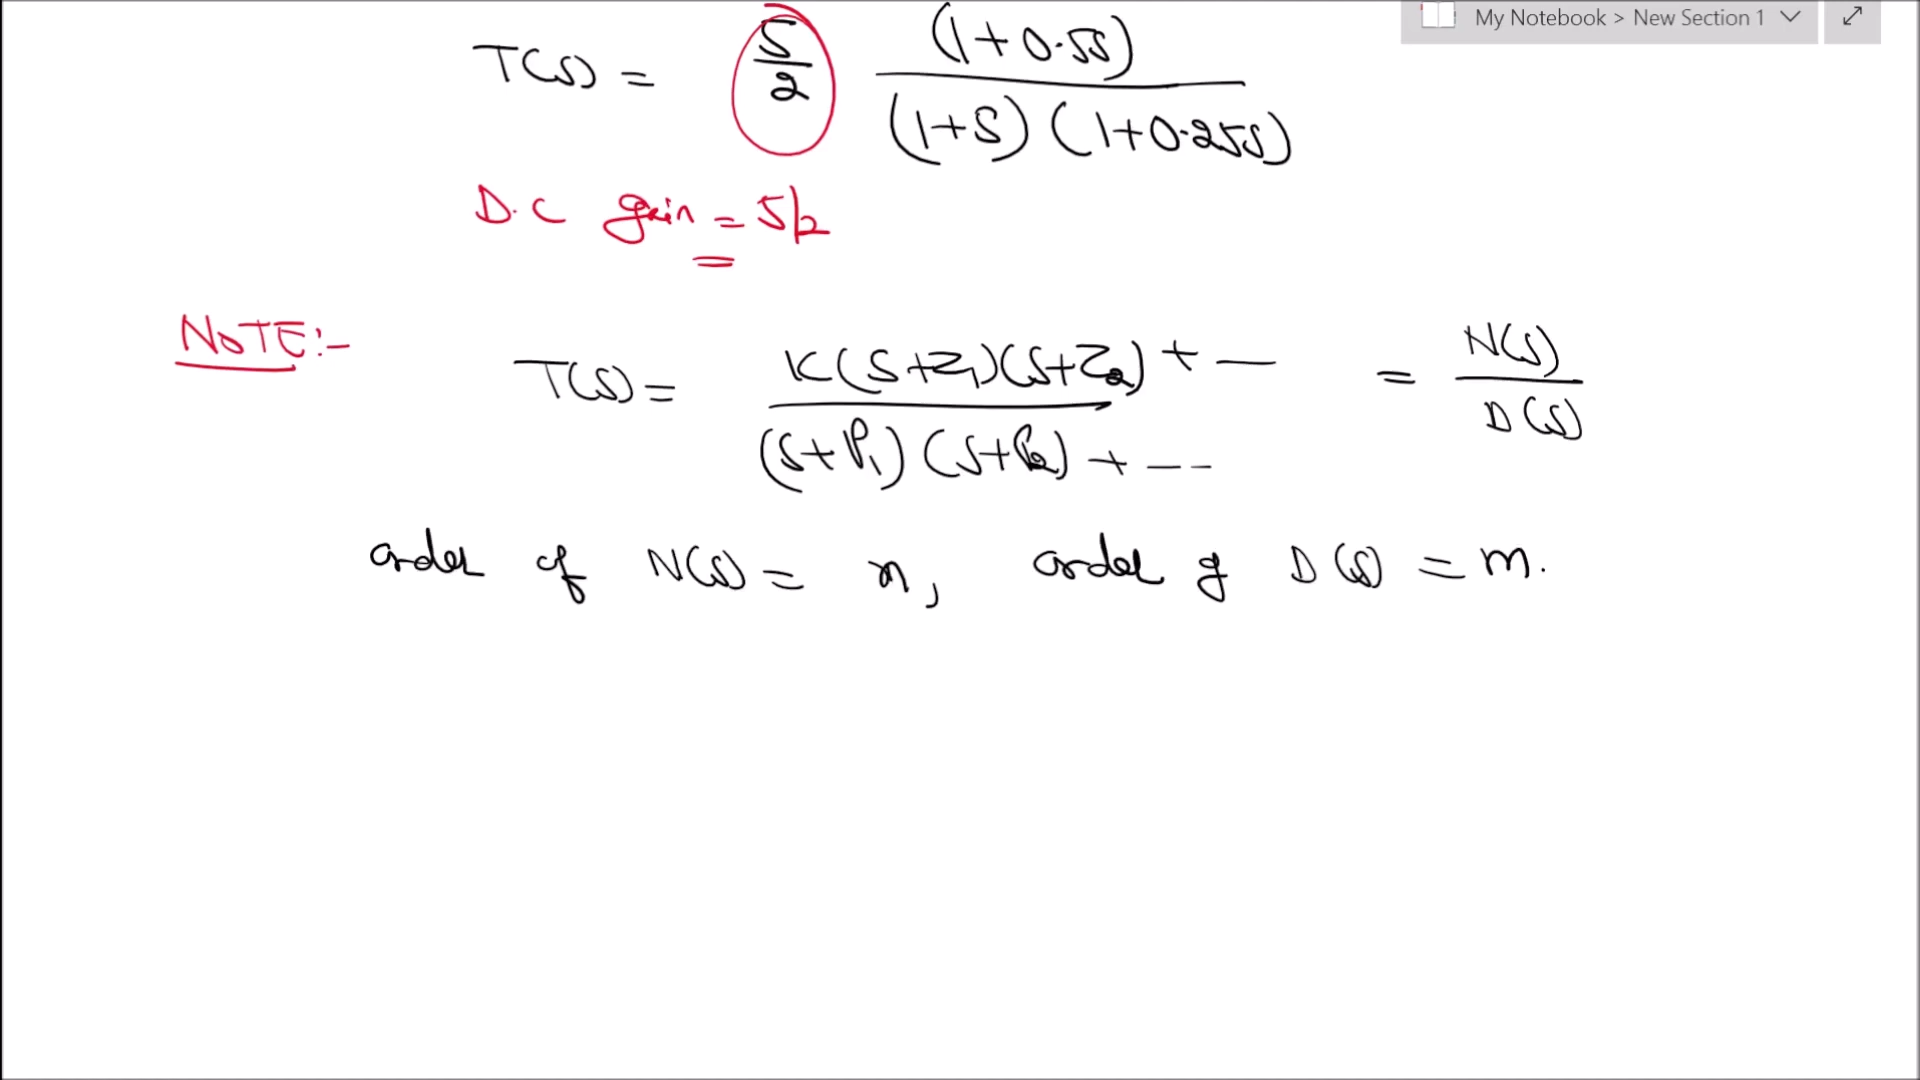 My Notebook > New Section 1
T(s) = 5/2 (1+0.5s)/(1+s)(1+0.25s)
D.C gain = 5/2
NOTE:-
T(s) = K(s+Z₁)(s+Z₂) + — / (s+P₁)(s+P₂) + -- = N(s)/D(s)
order of N(s) = n, order of D(s) = m.